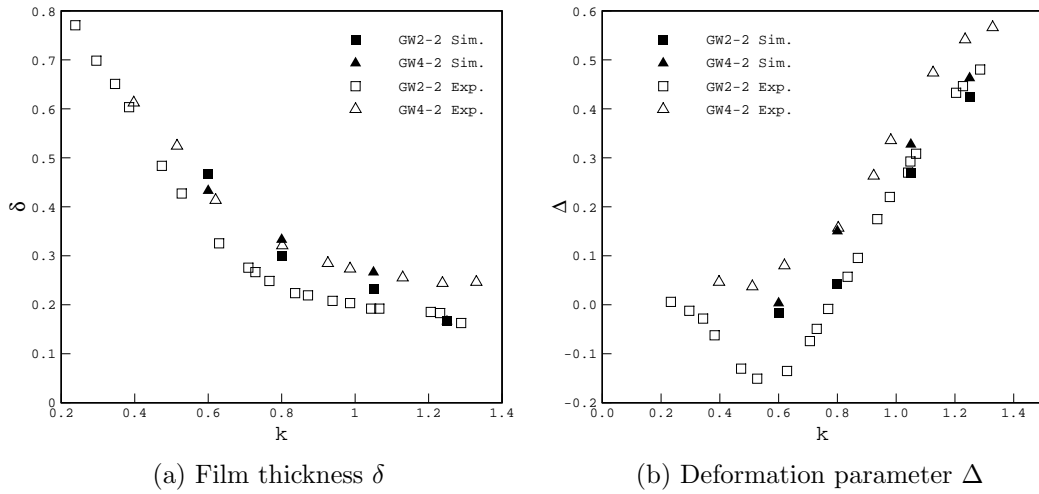 0.8
0.7
0.6
0.5
0.4
0.3
0.2
0.1
0
δ
0.2
0.4
0.6
0.8
1
1.2
1.4
k
GW2-2 Sim.
GW4-2 Sim.
GW2-2 Exp.
GW4-2 Exp.
(a) Film thickness δ
0.6
0.5
0.4
0.3
0.2
0.1
0.0
-0.1
-0.2
Δ
0.0
0.2
0.4
0.6
0.8
1.0
1.2
1.4
k
GW2-2 Sim.
GW4-2 Sim.
GW2-2 Exp.
GW4-2 Exp.
(b) Deformation parameter Δ